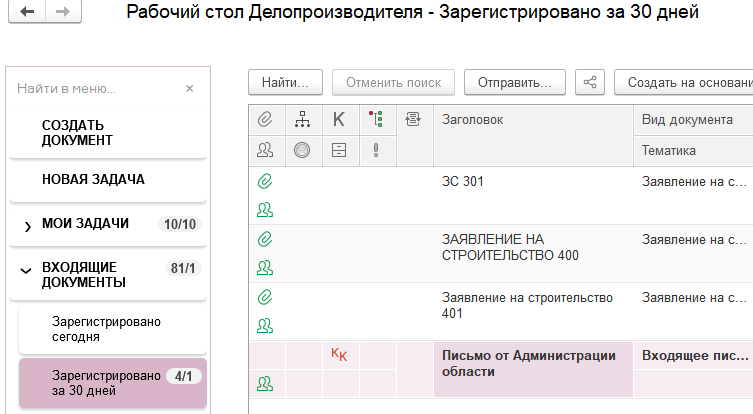 Рабочий стол Делопроизводителя - Зарегистрировано за 30 дней
Найти в меню... ×
СОЗДАТЬ
ДОКУМЕНТ
НОВАЯ ЗАДАЧА
МОИ ЗАДАЧИ 10/10
ВХОДЯЩИЕ 81/1
ДОКУМЕНТЫ
Зарегистрировано
сегодня
Зарегистрировано 4/1
за 30 дней
Найти... Отменить поиск Отправить... Создать на основани
К Заголовок Вид документа
Тематика
ЗС 301 Заявление на с...
ЗАЯВЛЕНИЕ НА Заявление на с...
СТРОИТЕЛЬСТВО 400
Заявление на строительство Заявление на с...
401
КК Письмо от Администрации Входящее пис...
области